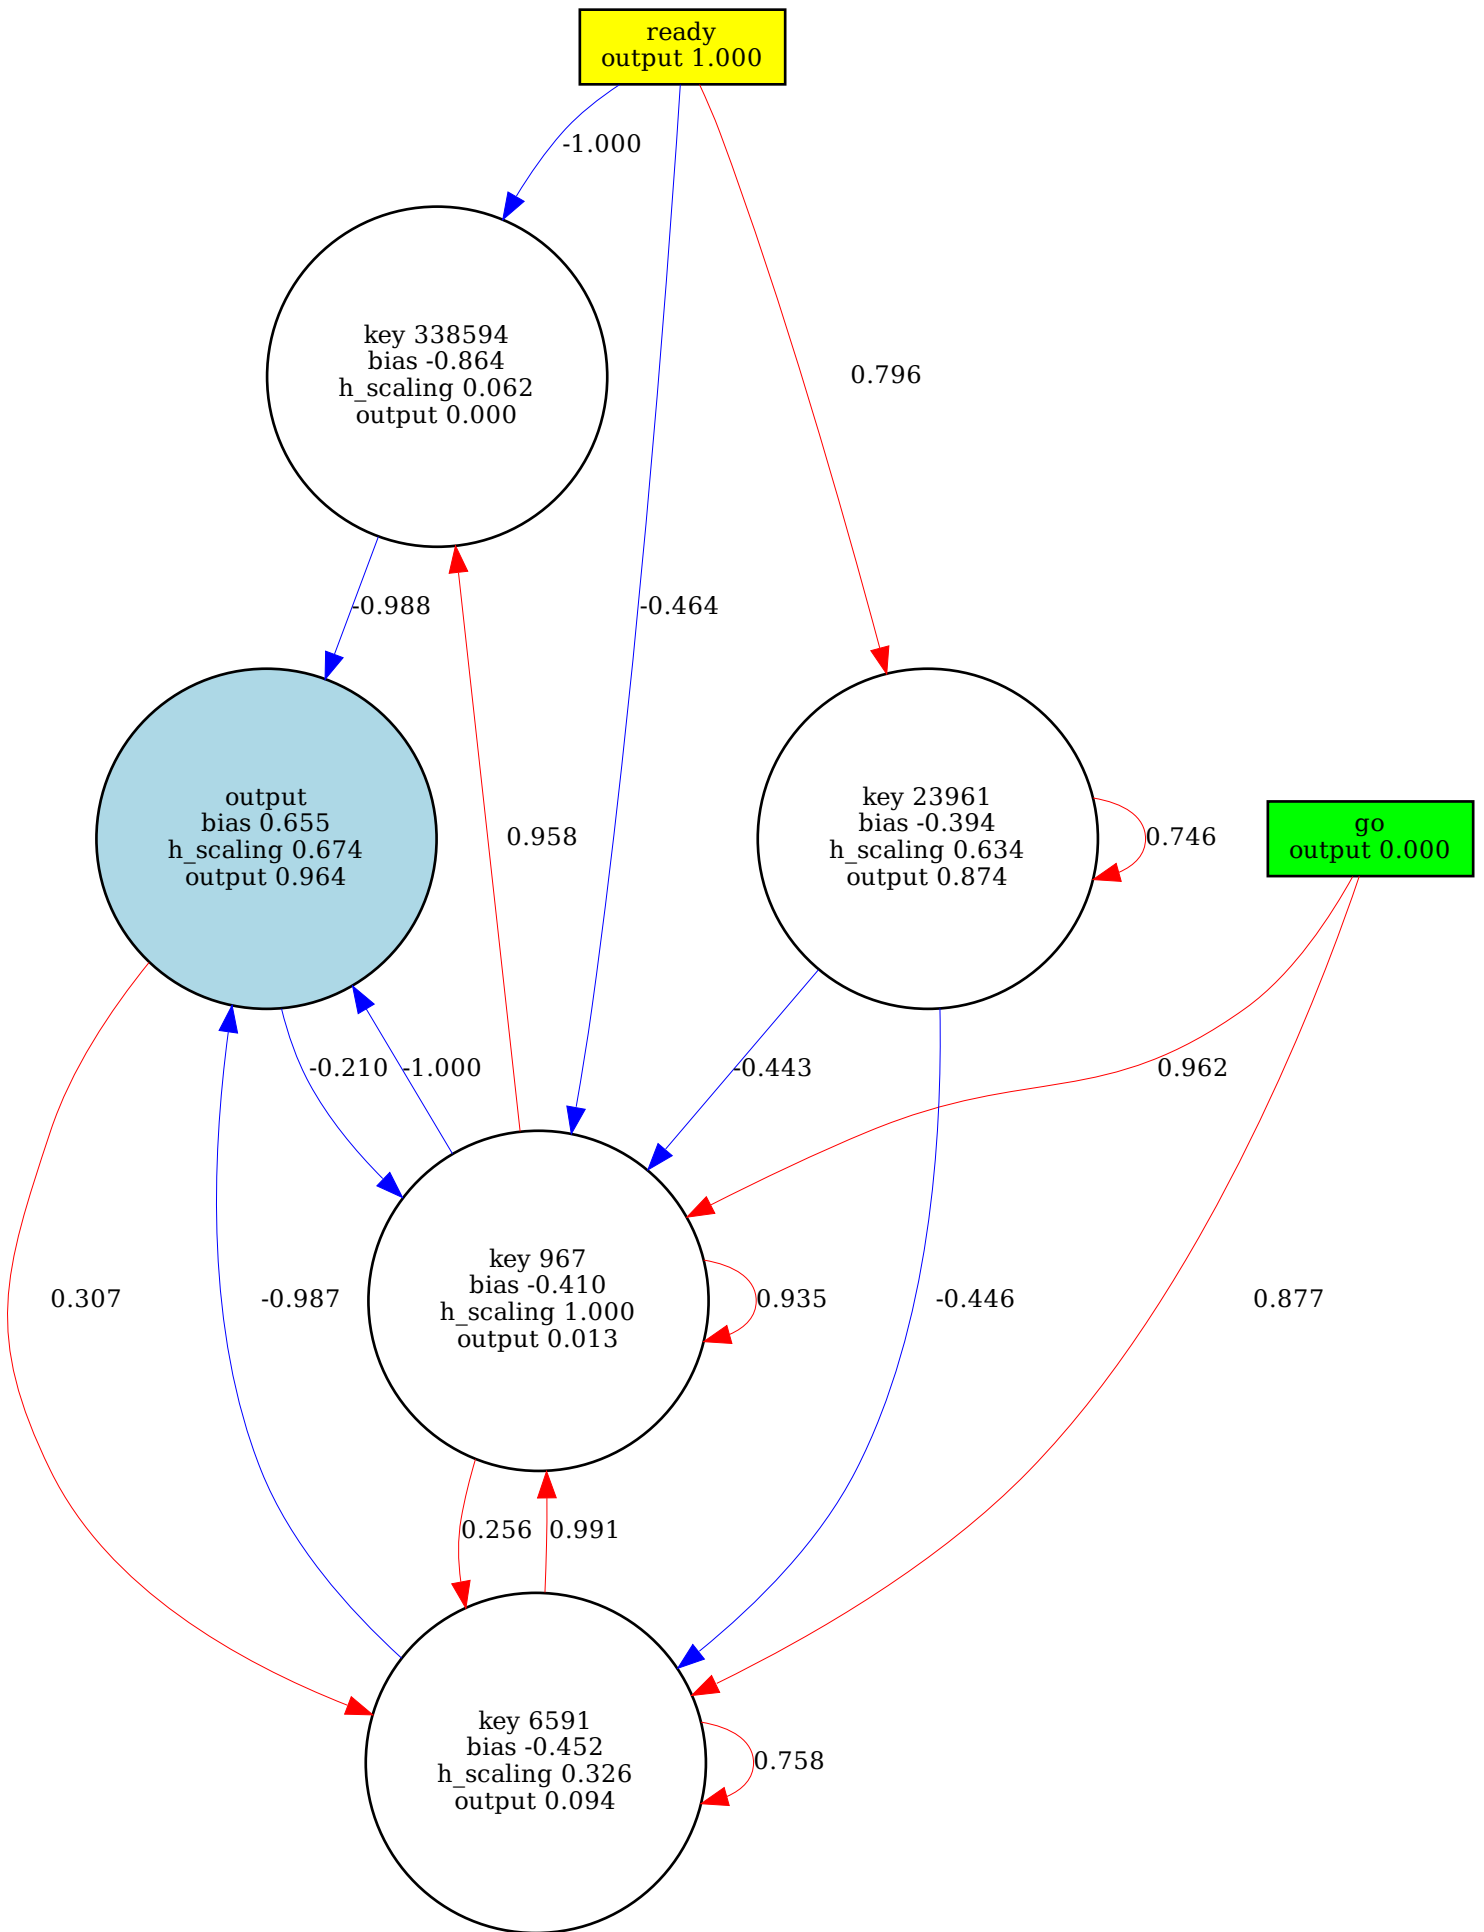 ready
output 1.000
-1.000
key 338594
bias -0.864
h_scaling 0.062
output 0.000
0.796
-0.988
-0.464
output
bias 0.655
h_scaling 0.674
output 0.964
0.958
key 23961
bias -0.394
h_scaling 0.634
output 0.874
0.746
go
output 0.000
-0.210
-1.000
-0.443
0.962
0.307
-0.987
key 967
bias -0.410
h_scaling 1.000
output 0.013
0.935
-0.446
0.877
0.256
0.991
key 6591
bias -0.452
h_scaling 0.326
output 0.094
0.758